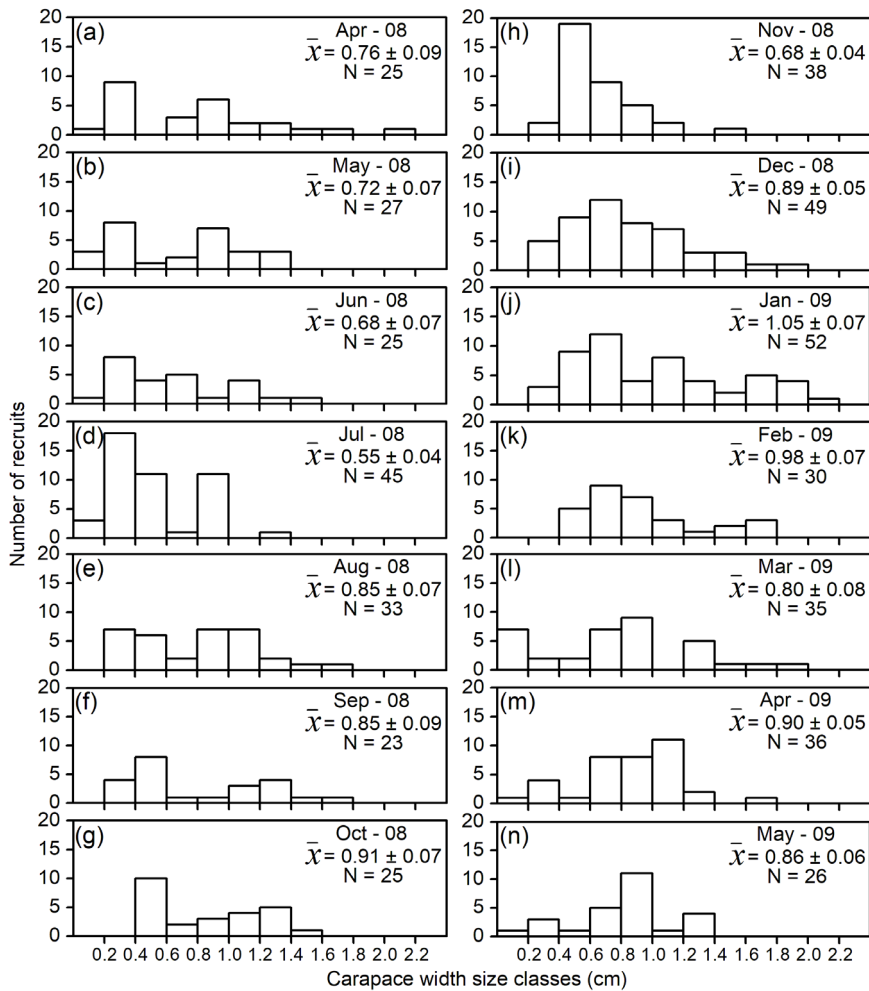 Number of recruits
(a)
Apr - 08
x̄ = 0.76 ± 0.09
N = 25
20
15
10
5
0
(b)
May - 08
x̄ = 0.72 ± 0.07
N = 27
20
15
10
5
0
(c)
Jun - 08
x̄ = 0.68 ± 0.07
N = 25
20
15
10
5
0
(d)
Jul - 08
x̄ = 0.55 ± 0.04
N = 45
20
15
10
5
0
(e)
Aug - 08
x̄ = 0.85 ± 0.07
N = 33
20
15
10
5
0
(f)
Sep - 08
x̄ = 0.85 ± 0.09
N = 23
20
15
10
5
0
(g)
Oct - 08
x̄ = 0.91 ± 0.07
N = 25
20
15
10
5
0
0.2 0.4 0.6 0.8 1.0 1.2 1.4 1.6 1.8 2.0 2.2
(h)
Nov - 08
x̄ = 0.68 ± 0.04
N = 38
20
15
10
5
0
(i)
Dec - 08
x̄ = 0.89 ± 0.05
N = 49
20
15
10
5
0
(j)
Jan - 09
x̄ = 1.05 ± 0.07
N = 52
20
15
10
5
0
(k)
Feb - 09
x̄ = 0.98 ± 0.07
N = 30
20
15
10
5
0
(l)
Mar - 09
x̄ = 0.80 ± 0.08
N = 35
20
15
10
5
0
(m)
Apr - 09
x̄ = 0.90 ± 0.05
N = 36
20
15
10
5
0
(n)
May - 09
x̄ = 0.86 ± 0.06
N = 26
20
15
10
5
0
0.2 0.4 0.6 0.8 1.0 1.2 1.4 1.6 1.8 2.0 2.2
Carapace width size classes (cm)